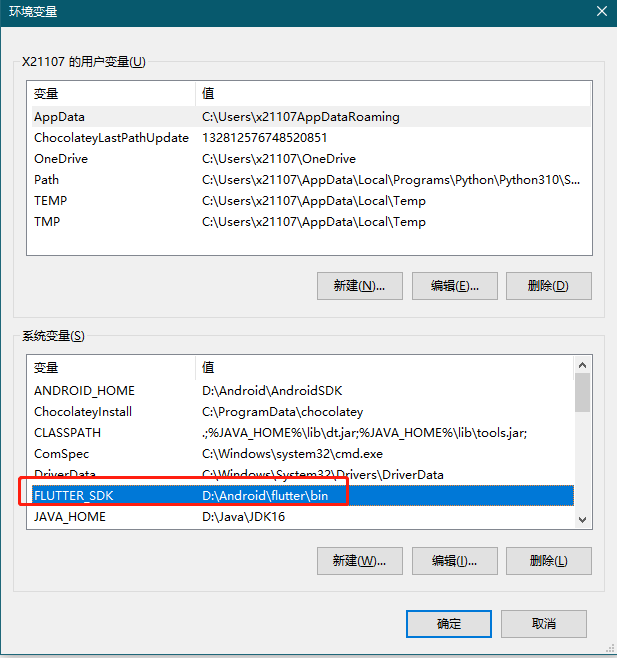 环境变量
X21107 的用户变量(U)
变量 值
AppData C:\Users\x21107AppDataRoaming
ChocolateyLastPathUpdate 132812576748520851
OneDrive C:\Users\x21107\OneDrive
Path C:\Users\x21107\AppData\Local\Programs\Python\Python310\S...
TEMP C:\Users\x21107\AppData\Local\Temp
TMP C:\Users\x21107\AppData\Local\Temp
新建(N)... 编辑(E)... 删除(D)
系统变量(S)
变量 值
ANDROID_HOME D:\Android\AndroidSDK
ChocolateyInstall C:\ProgramData\chocolatey
CLASSPATH .;%JAVA_HOME%\lib\dt.jar;%JAVA_HOME%\lib\tools.jar;
ComSpec C:\Windows\system32\cmd.exe
DriverData C:\Windows\System32\Drivers\DriverData
FLUTTER_SDK D:\Android\flutter\bin
JAVA_HOME D:\Java\JDK16
新建(W)... 编辑(I)... 删除(L)
确定 取消